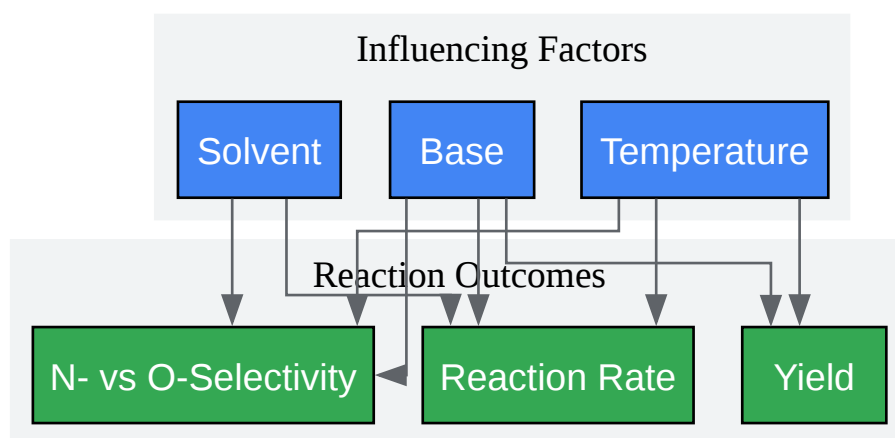 Influencing Factors
Solvent
Base
Temperature
Reaction Outcomes
N- vs O-Selectivity
Reaction Rate
Yield